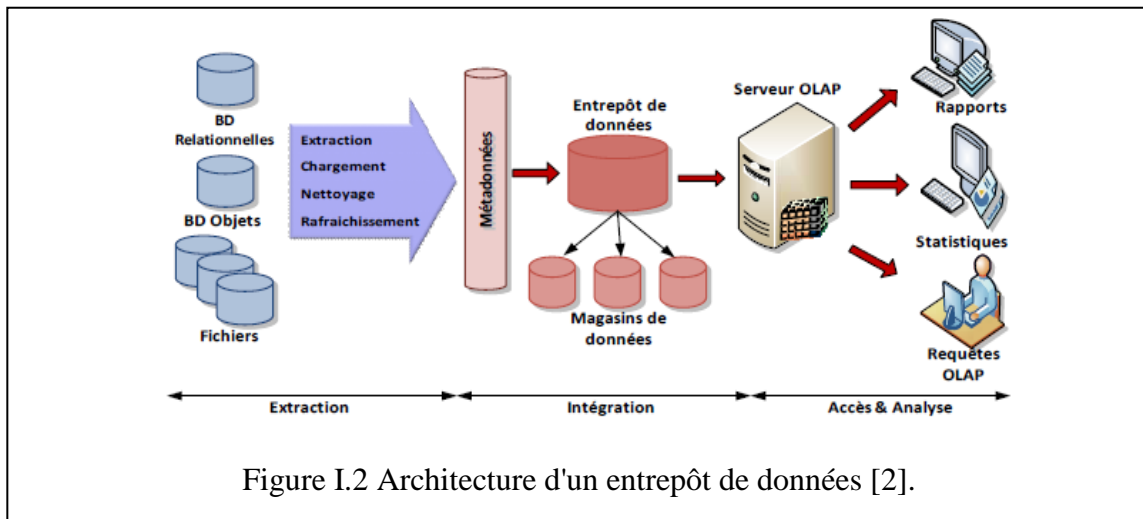 BD
Relationnelles
BD Objets
Fichiers
Extraction
Chargement
Nettoyage
Rafraichissement
Métadonnées
Entrepôt de
données
Magasins de
données
Serveur OLAP
Rapports
Statistiques
Requêtes
OLAP
Extraction
Intégration
Accès & Analyse
Figure I.2 Architecture d'un entrepôt de données [2].